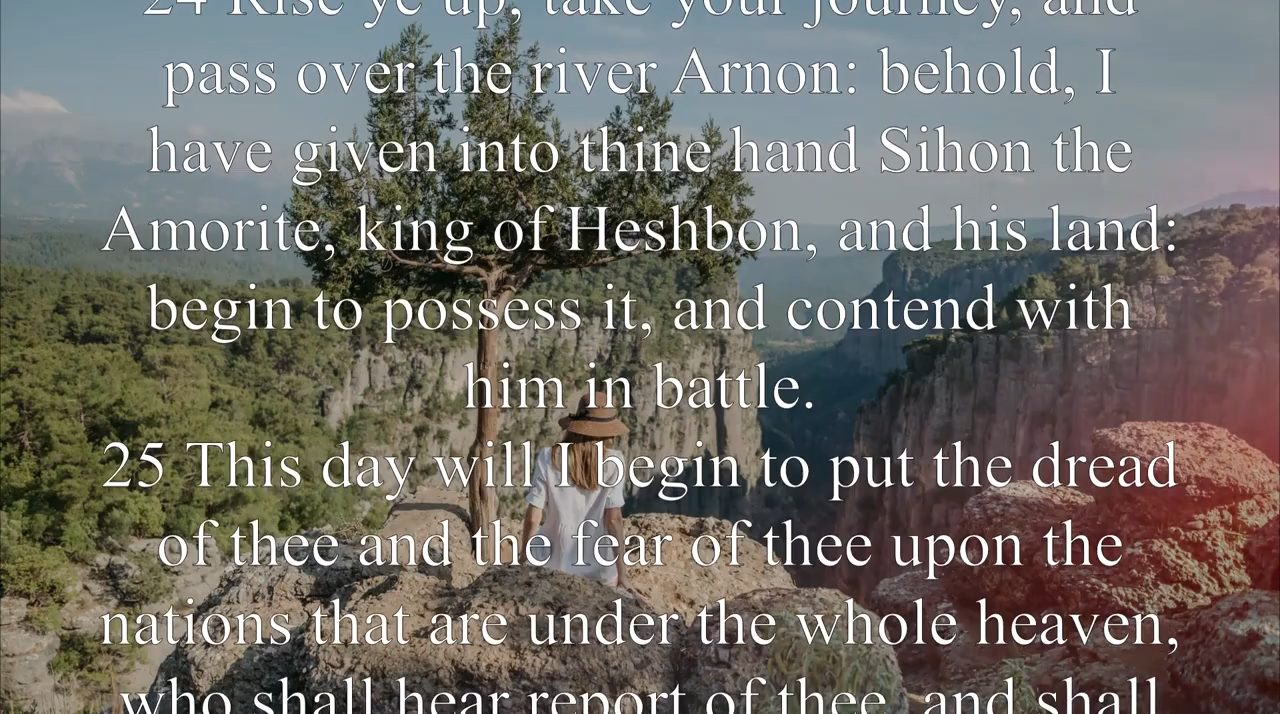 24 Rise ye up, take your journey, and
pass over the river Arnon: behold, I
have given into thine hand Sihon the
Amorite, king of Heshbon, and his land:
begin to possess it, and contend with
him in battle.
25 This day will I begin to put the dread
of thee and the fear of thee upon the
nations that are under the whole heaven,
who shall hear report of thee, and shall